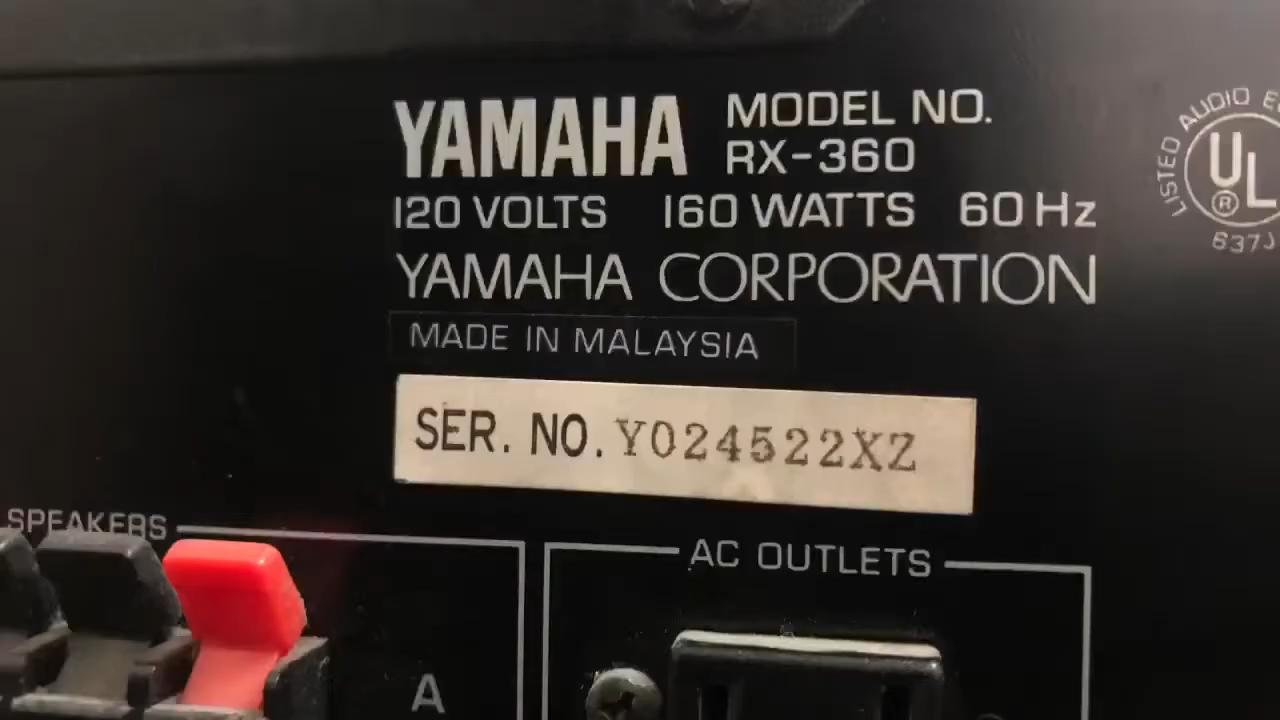 YAMAHA MODEL NO.
RX-360
120 VOLTS 160 WATTS 60 Hz
YAMAHA CORPORATION
MADE IN MALAYSIA
SER. NO. Y024522XZ
LISTED AUDIO
UL
®
637J
SPEAKERS
AC OUTLETS
A